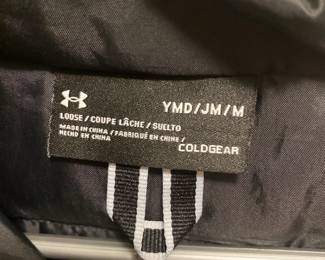 YMD/JM/M
LOOSE/COUPE LÂCHE/SUELTO
MADE IN CHINA/FABRIQUÉ EN CHINE/
HECHO EN CHINA
COLDGEAR